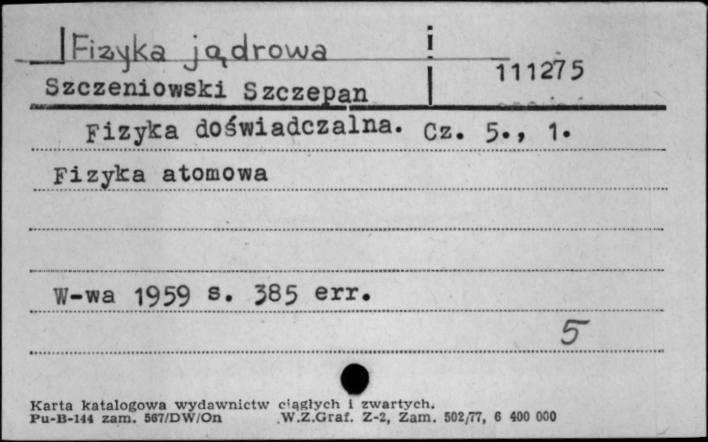 Fizyka jądrowa
111275
Szczeniowski Szczepan
Fizyka doświadczalna. Cz. 5., 1.
Fizyka atomowa
W-wa 1959 s. 385 err.
5
Karta katalogowa wydawnictw ciągłych i zwartych.
Pu-B-144 zam. 567/DW/On W.Z.Graf. Z-2, Zam. 502/77, 6 400 000